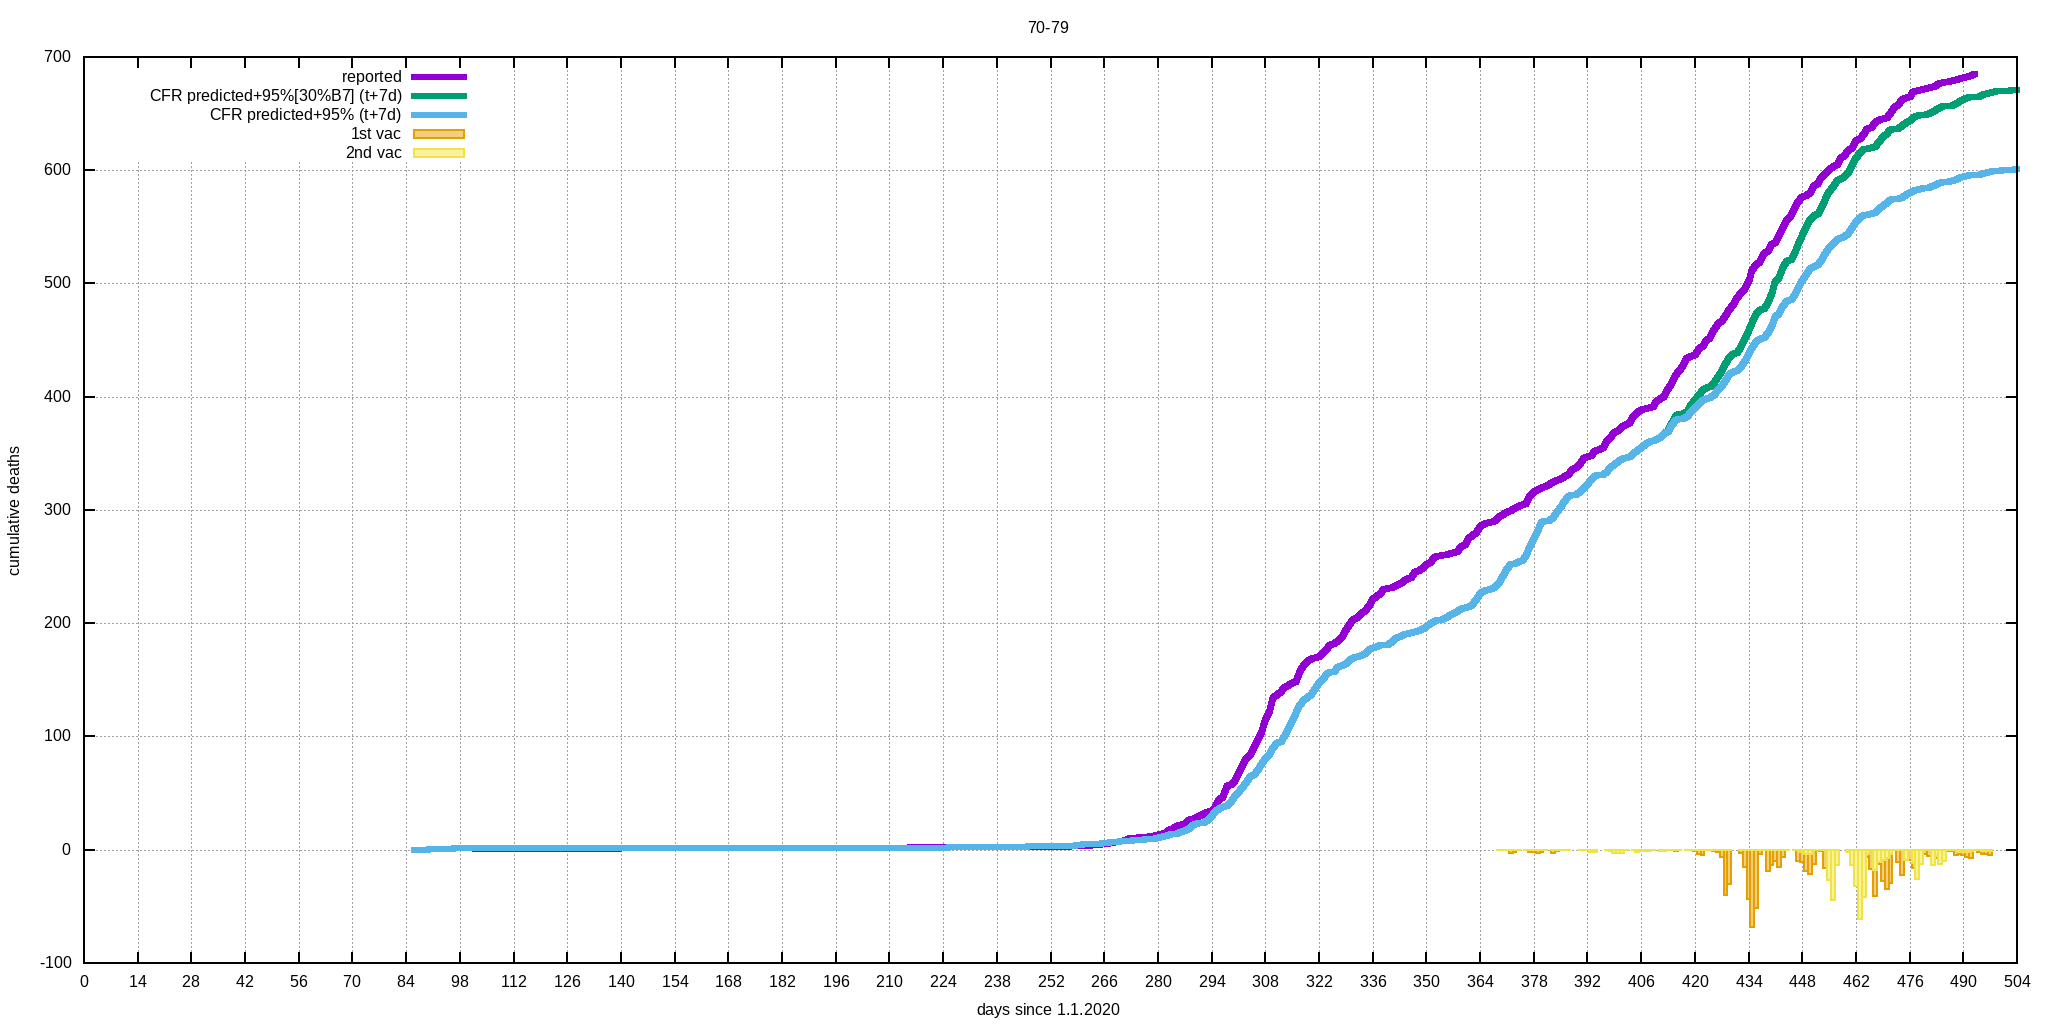 70-79
700
600
500
400
300
200
100
0
-100
cumulative deaths
reported
CFR predicted+95%[30%B7] (t+7d)
CFR predicted+95% (t+7d)
1st vac
2nd vac
0 14 28 42 56 70 84 98 112 126 140 154 168 182 196 210 224 238 252 266 280 294 308 322 336 350 364 378 392 406 420 434 448 462 476 490 504
days since 1.1.2020